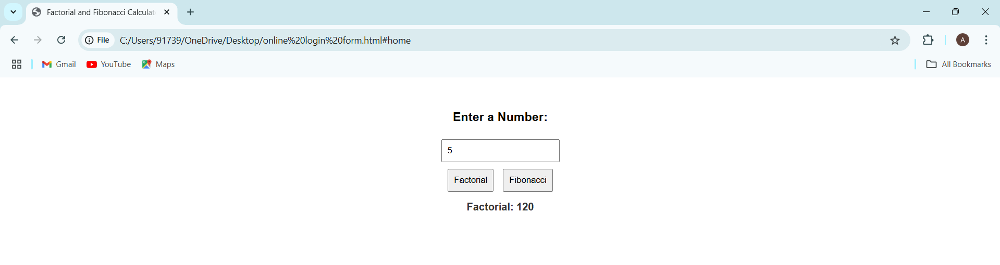 Factorial and Fibonacci Calculat
File C:/Users/91739/OneDrive/Desktop/online%20login%20form.html#home
A
Gmail YouTube Maps All Bookmarks
Enter a Number:
5
Factorial Fibonacci
Factorial: 120